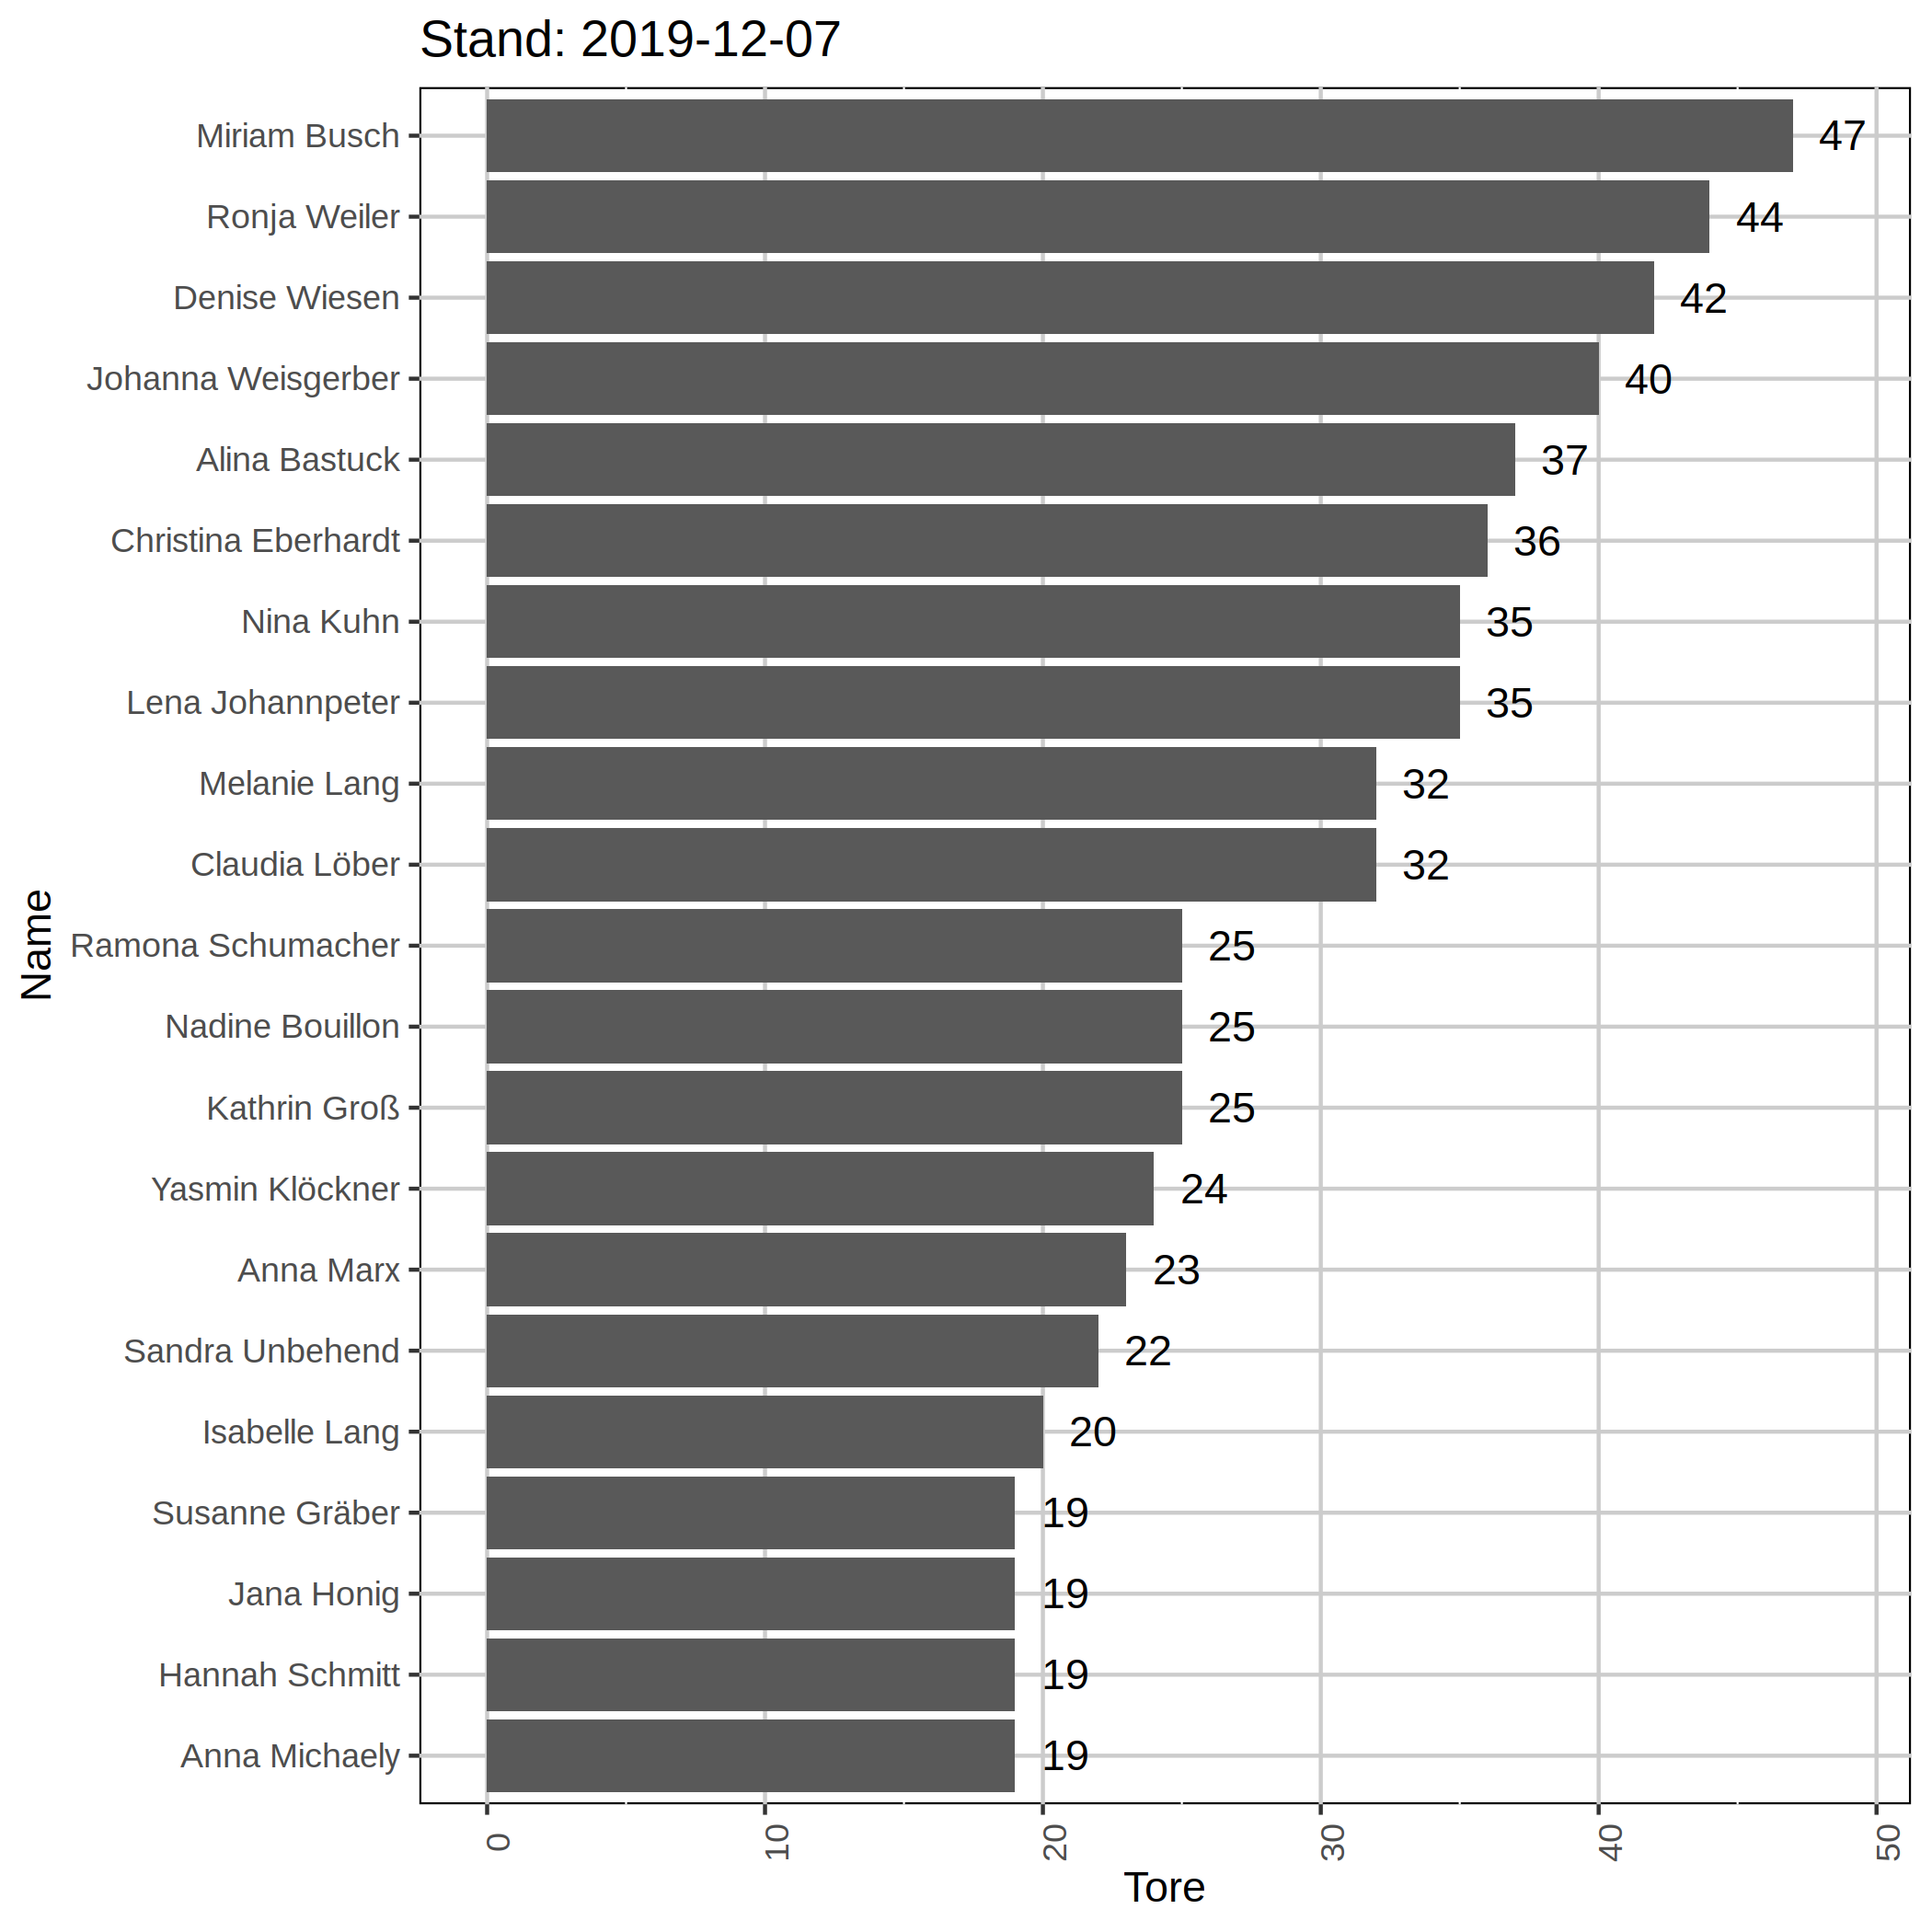 Stand: 2019-12-07
Miriam Busch 47
Ronja Weiler 44
Denise Wiesen 42
Johanna Weisgerber 40
Alina Bastuck 37
Christina Eberhardt 36
Nina Kuhn 35
Lena Johannpeter 35
Melanie Lang 32
Claudia Löber 32
Name
Ramona Schumacher 25
Nadine Bouillon 25
Kathrin Groß 25
Yasmin Klöckner 24
Anna Marx 23
Sandra Unbehend 22
Isabelle Lang 20
Susanne Gräber 19
Jana Honig 19
Hannah Schmitt 19
Anna Michaely 19
0 10 20 30 40 50
Tore